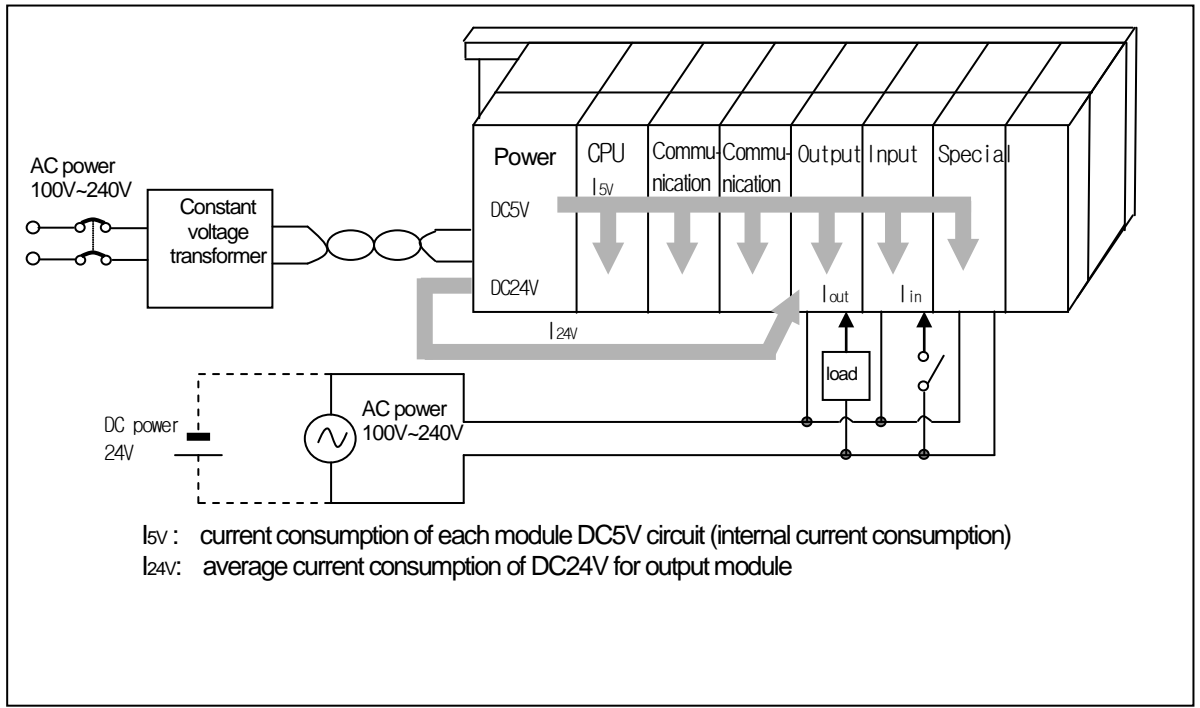 AC power
100V~240V
Constant
voltage
transformer
Power
DC5V
DC24V
CPU
I5V
Commu-
nication
Commu-
nication
Output
Input
Special
Iout
Iin
I24V
load
DC power
24V
AC power
100V~240V
I5V : current consumption of each module DC5V circuit (internal current consumption)
I24V: average current consumption of DC24V for output module